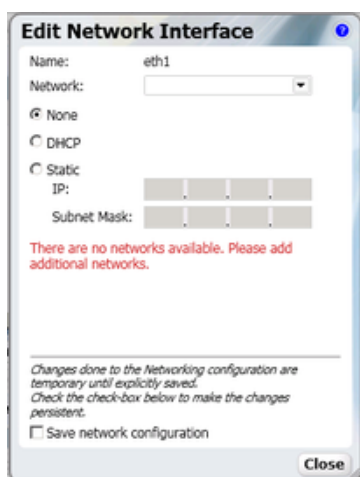 Edit Network Interface
?
Name: eth1
Network:
None
DHCP
Static
IP: . . .
Subnet Mask: . . .
There are no networks available. Please add
additional networks.
Changes done to the Networking configuration are
temporary until explicitly saved.
Check the check-box below to make the changes
persistent.
Save network configuration
Close